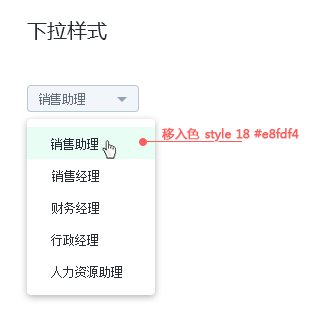 下拉样式
销售助理
销售助理
移入色 style 18 #e8fdf4
销售经理
财务经理
行政经理
人力资源助理